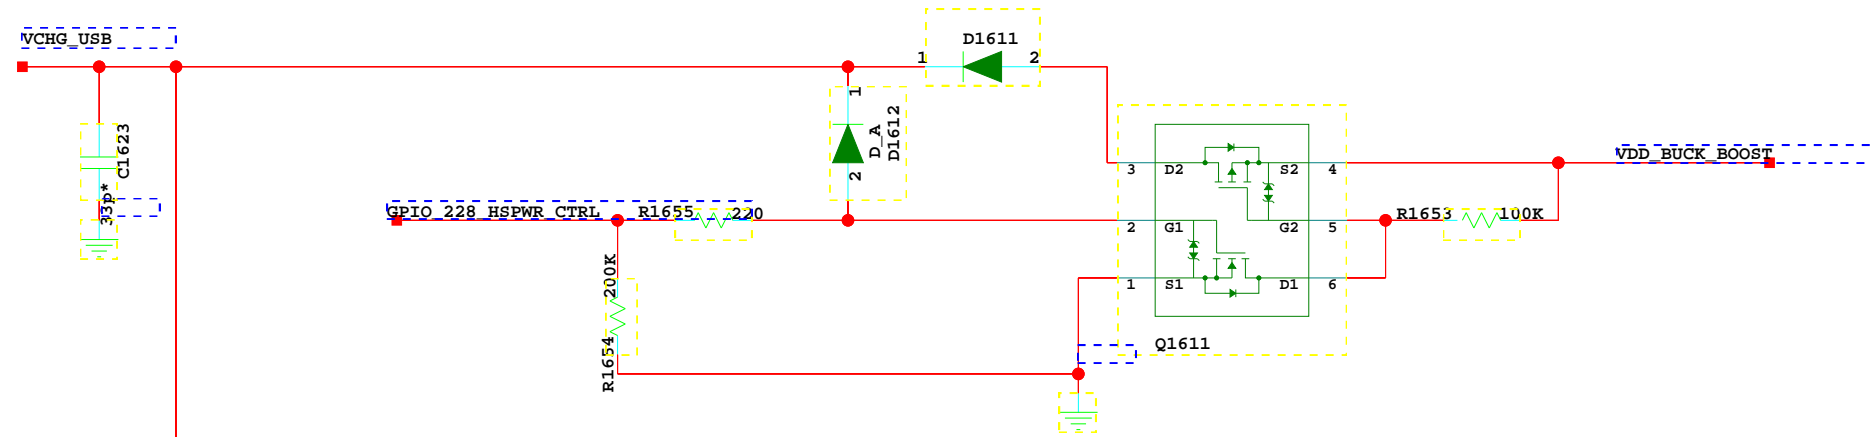 VCHG_USB
D1611
1
2
C1623
33p*
1
D_A
D1612
2
VDD_BUCK_BOOST
3
D2
S2
4
GPIO_228_HSPWR_CTRL
R1655
220
2
G1
G2
5
R1653
100K
200K
R1654
1
S1
D1
6
Q1611